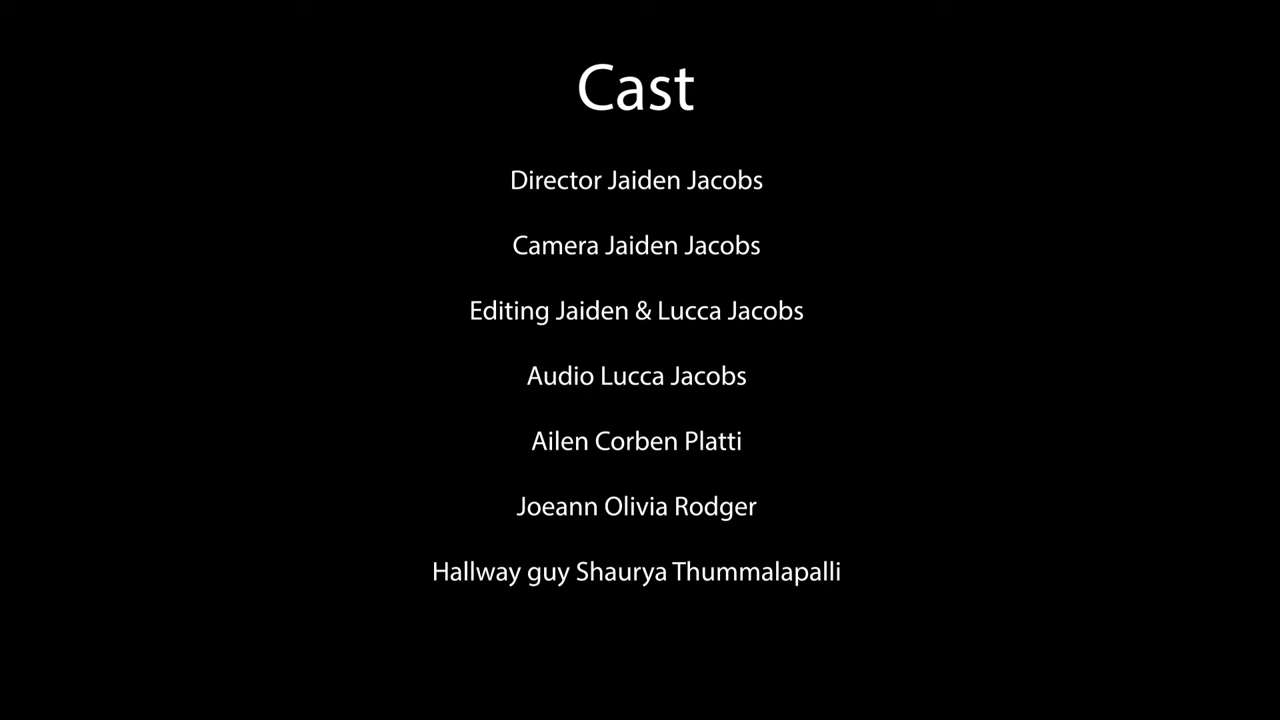 Cast
Director Jaiden Jacobs
Camera Jaiden Jacobs
Editing Jaiden & Lucca Jacobs
Audio Lucca Jacobs
Ailen Corben Platti
Joeann Olivia Rodger
Hallway guy Shaurya Thummalapalli